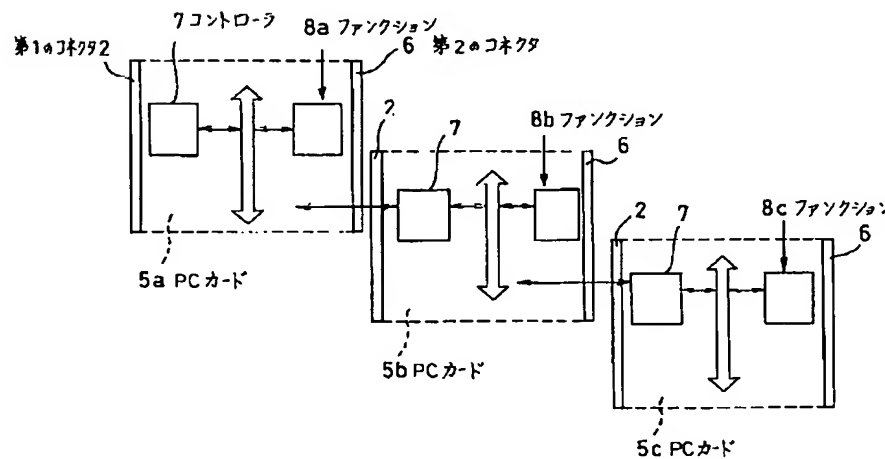 7 コントローラ
8a ファンクション
第1のコネクタ2
6 第2のコネクタ
2
7
8b ファンクション
6
5a PCカード
2
7
8c ファンクション
6
5b PCカード
5c PCカード